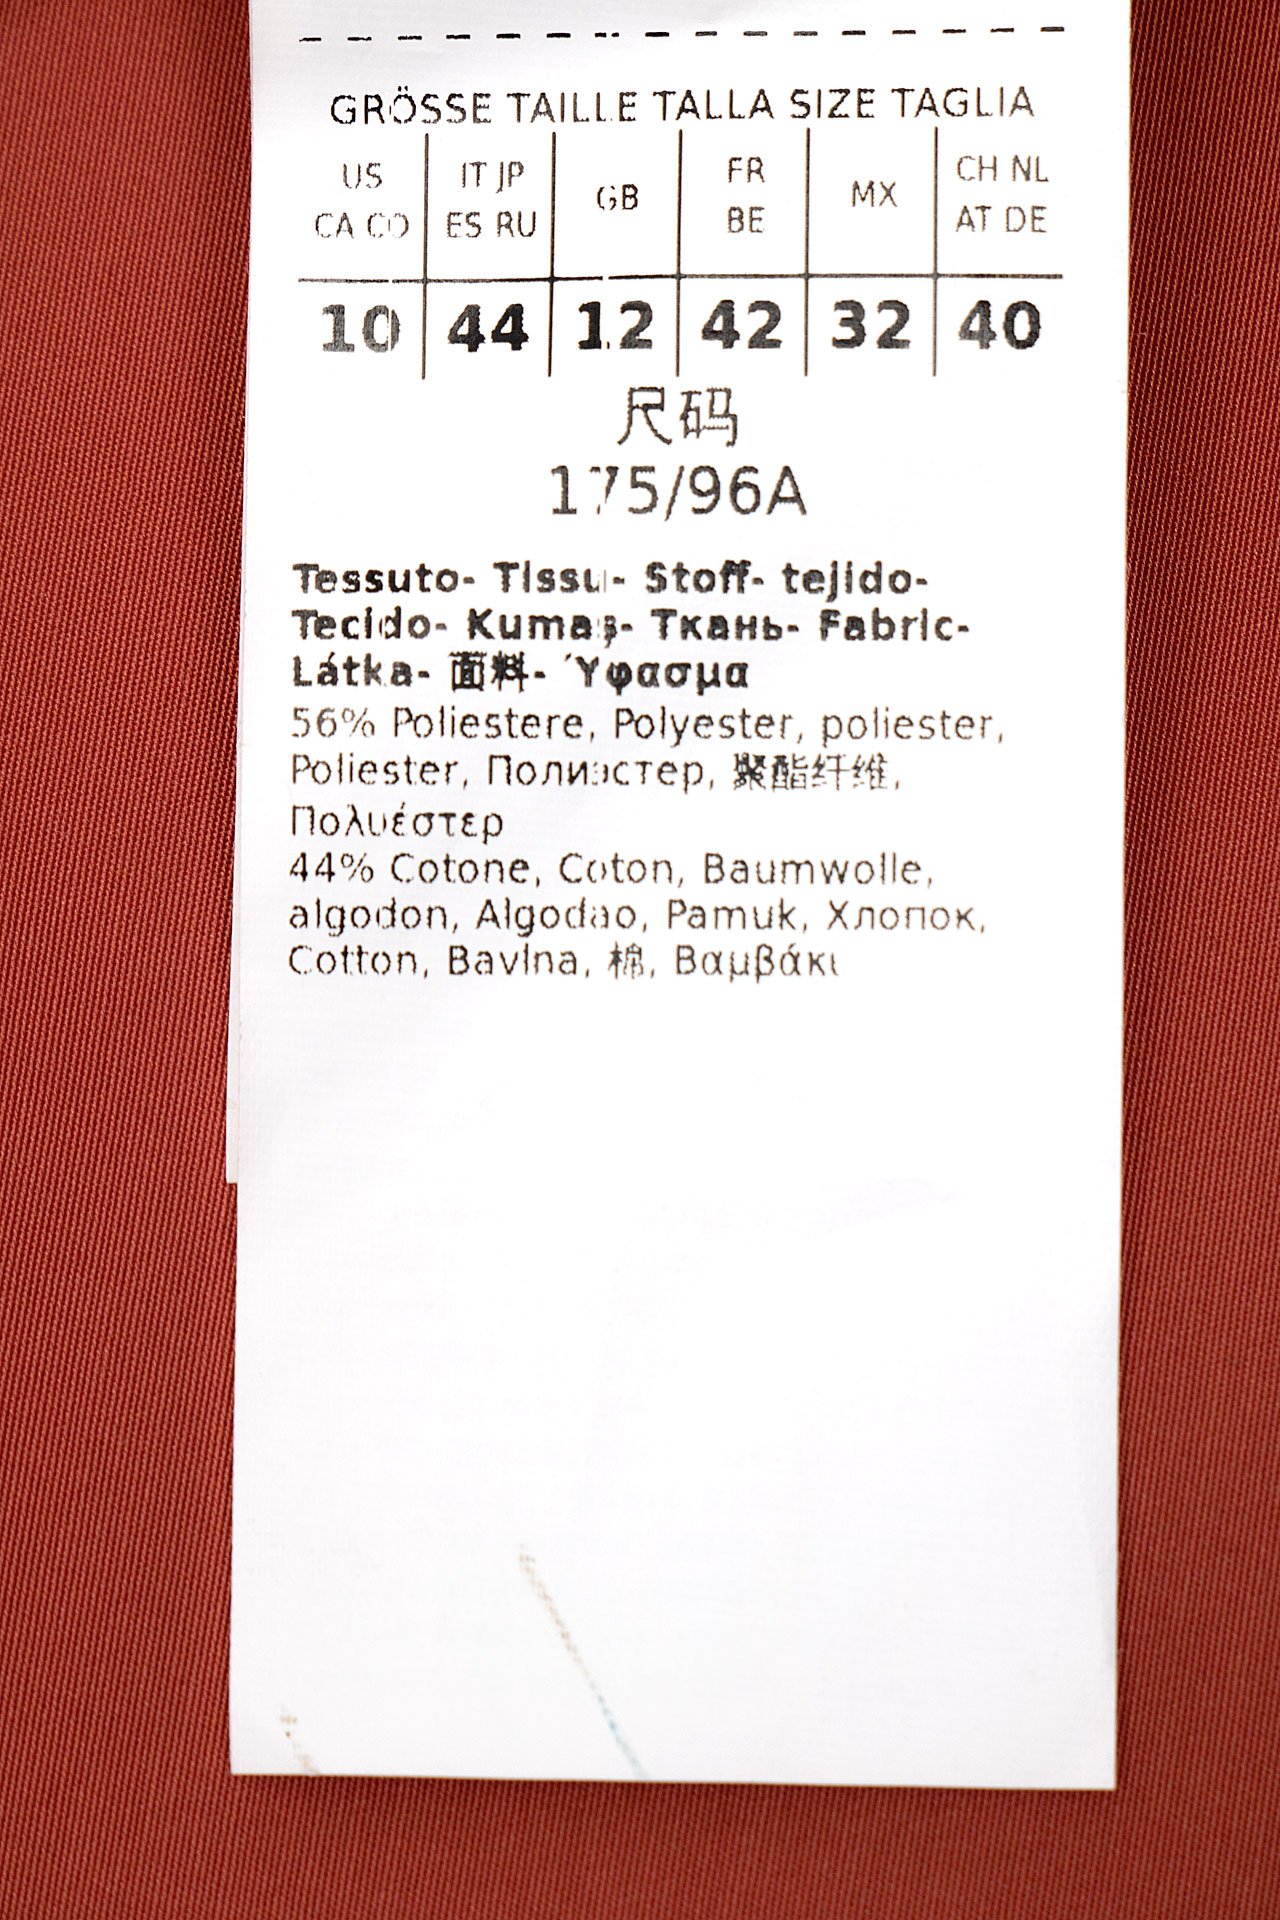 GRÖSSE TAILLE TALLA SIZE TAGLIA
US IT JP GB FR MX CH NL
CA CO ES RU BE AT DE
10 44 12 42 32 40
尺码
175/96A
Tessuto- Tissu- Stoff- tejido-
Tecido- Kumaş- Ткань- Fabric-
Látka- 面料- Ύφασμα
56% Poliestere, Polyester, poliester,
Poliester, Полиэстер, 聚酯纤维,
Πολυέστερ
44% Cotone, Coton, Baumwolle,
algodon, Algodao, Pamuk, Хлопок,
Cotton, Bavlna, 棉, Βαμβάκι